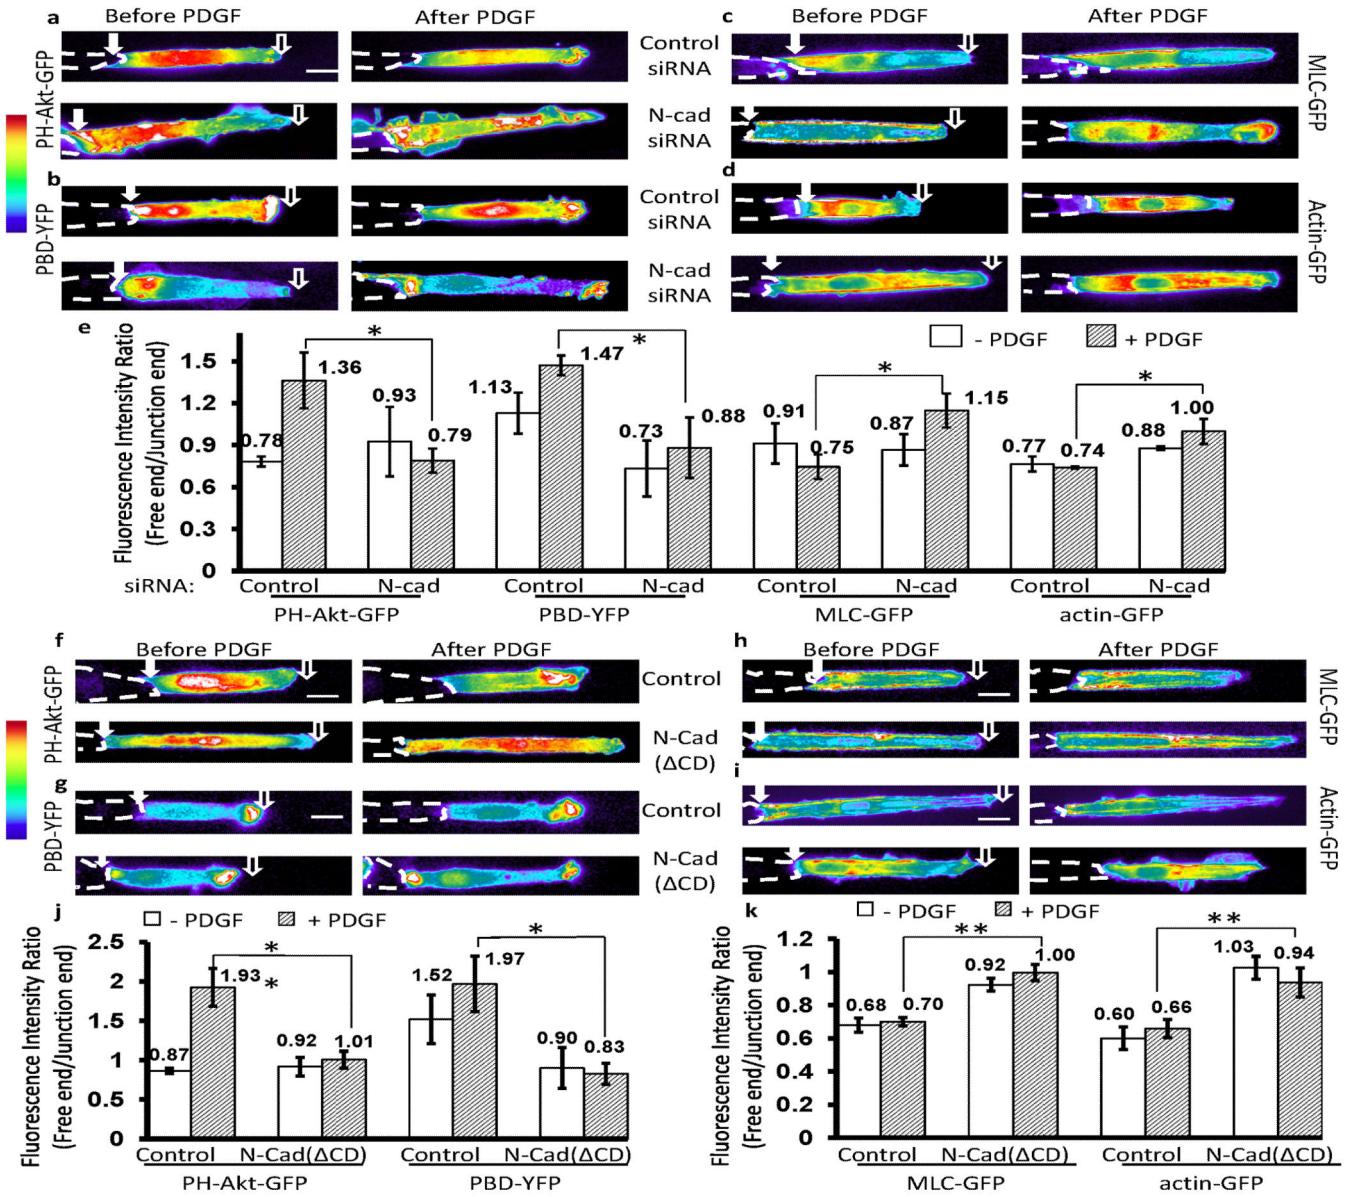 a Before PDGF After PDGF
c Before PDGF After PDGF
PH-Akt-GFP
Control siRNA
N-cad siRNA
MLC-GFP
b
PBD-YFP
Control siRNA
N-cad siRNA
d
Actin-GFP
e
- PDGF + PDGF
Fluorescence Intensity Ratio
(Free end/Junction end)
1.5
1.2
0.9
0.6
0.3
0
* * * *
0.78 1.36 0.93 0.79 1.13 1.47 0.73 0.88 0.91 0.75 0.87 1.15 0.77 0.74 0.88 1.00
siRNA: Control N-cad Control N-cad Control N-cad Control N-cad
PH-Akt-GFP PBD-YFP MLC-GFP actin-GFP
f Before PDGF After PDGF
h Before PDGF After PDGF
PH-Akt-GFP
Control
N-Cad
(ΔCD)
MLC-GFP
g
PBD-YFP
Control
N-Cad
(ΔCD)
i
Actin-GFP
j
- PDGF + PDGF
Fluorescence Intensity Ratio
(Free end/Junction end)
2.5
2
1.5
1
0.5
0
* * *
0.87 1.93 0.92 1.01 1.52 1.97 0.90 0.83
Control N-Cad(ΔCD) Control N-Cad(ΔCD)
PH-Akt-GFP PBD-YFP
k
- PDGF + PDGF
Fluorescence Intensity Ratio
(Free end/Junction end)
1.2
1
0.8
0.6
0.4
0.2
0
** **
0.68 0.70 0.92 1.00 0.60 0.66 1.03 0.94
Control N-Cad(ΔCD) Control N-Cad(ΔCD)
MLC-GFP actin-GFP